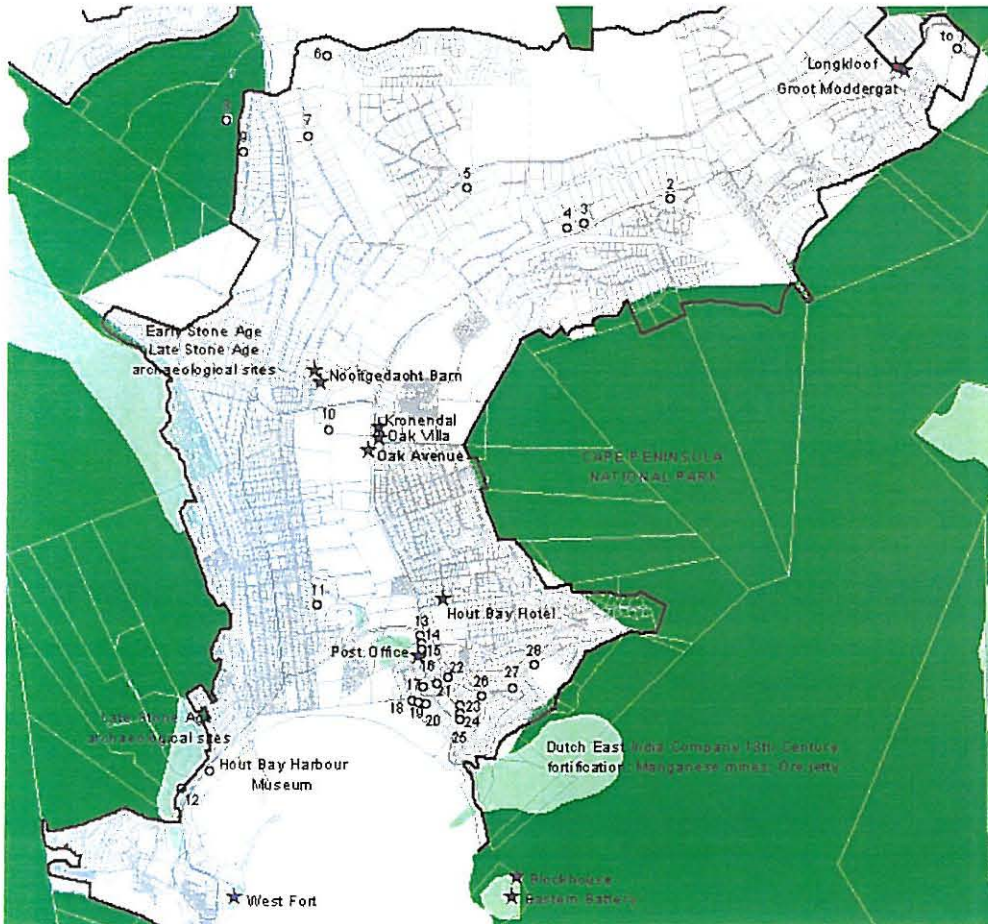 6
to
Longkloof
Groot Moddergat
7
9
5
2
3
4
Early Stone Age
Late Stone Age
archaeological sites
Nooitgedacht Barn
10
Kronendal
Oak Villa
Oak Avenue
CAPE PENINSULA
NATIONAL PARK
11
Hout Bay Hotel
13
14
15
Post Office
16
22
28
27
17
21
26
18
19
20
23
24
25
Late Stone Age
archaeological sites
Dutch East India Company 18th Century
fortification; Manganese mines; Ore jetty
Hout Bay Harbour
Museum
12
Blockhouse
Eastern Battery
West Fort